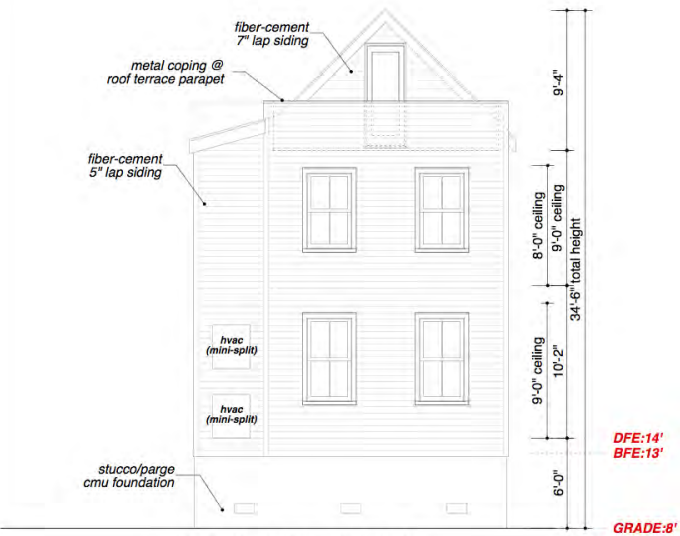 fiber-cement
7" lap siding
metal coping @
roof terrace parapet
fiber-cement
5" lap siding
hvac
(mini-split)
hvac
(mini-split)
stucco/parge
cmu foundation
9'-4"
8'-0" ceiling
9'-0" ceiling
34'-6" total height
9'-0" ceiling
10'-2"
6'-0"
DFE:14'
BFE:13'
GRADE:8'